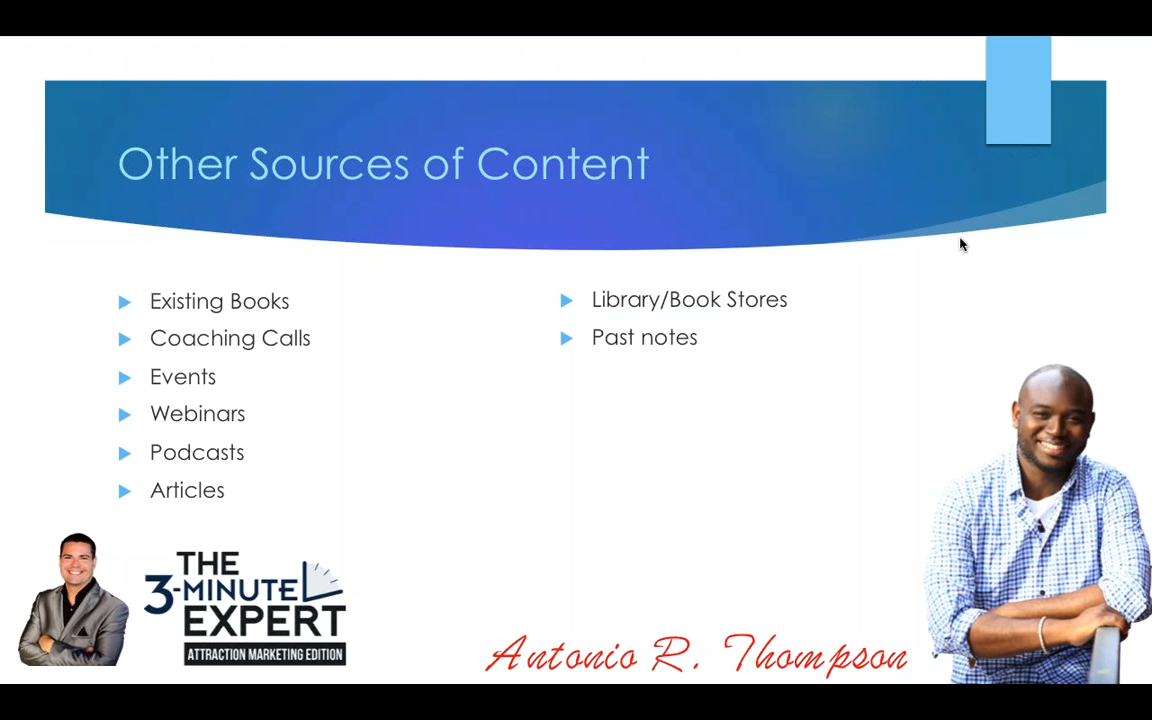 Other Sources of Content
Existing Books
Coaching Calls
Events
Webinars
Podcasts
Articles
Library/Book Stores
Past notes
THE
3-MINUTE
EXPERT
ATTRACTION MARKETING EDITION
Antonio R. Thompson